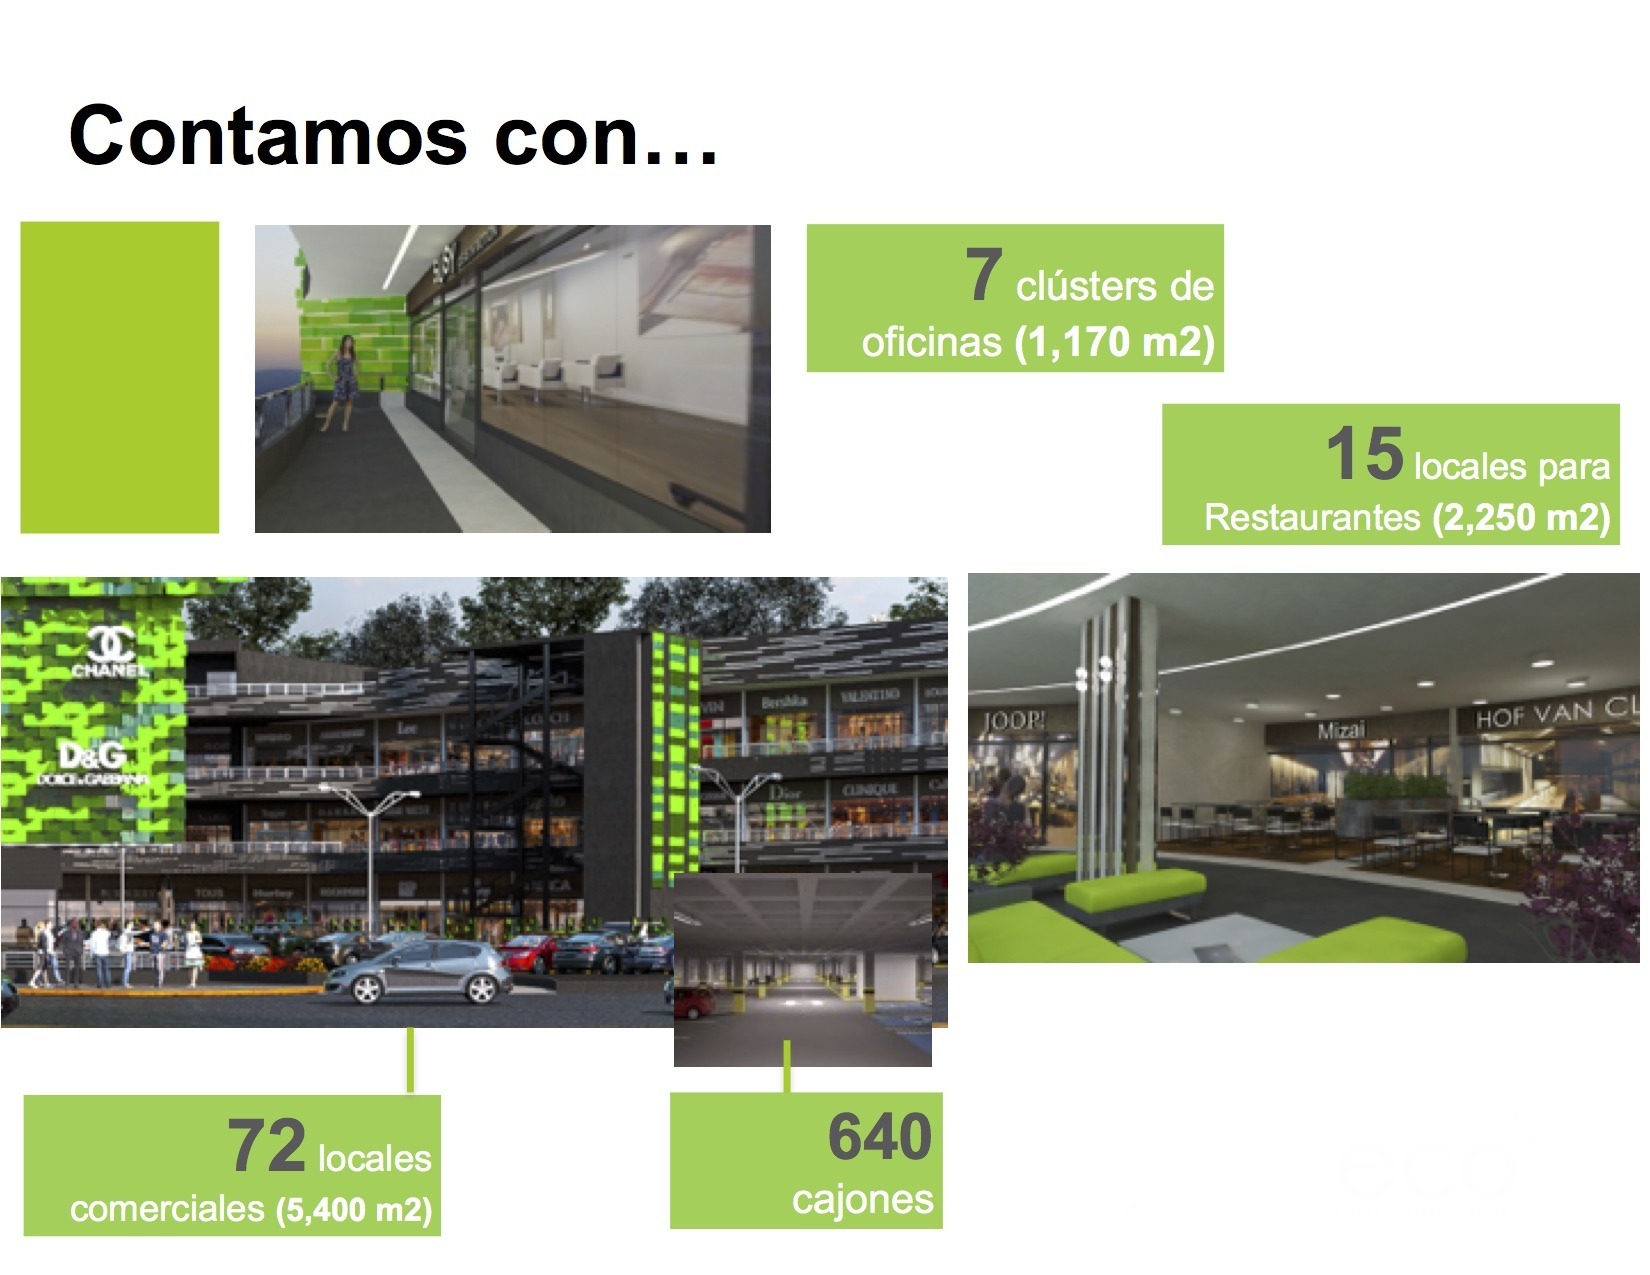 Contamos con…
7 clústers de
oficinas (1,170 m2)
15 locales para
Restaurantes (2,250 m2)
CHANEL
D&G
DOLCE & GABBANA
Lee
Bershka
VALENTINO
Dior
CLINIQUE
TOUS
Hurley
JOOP!
Mizai
HOF VAN CL
72 locales
comerciales (5,400 m2)
640
cajones
eco